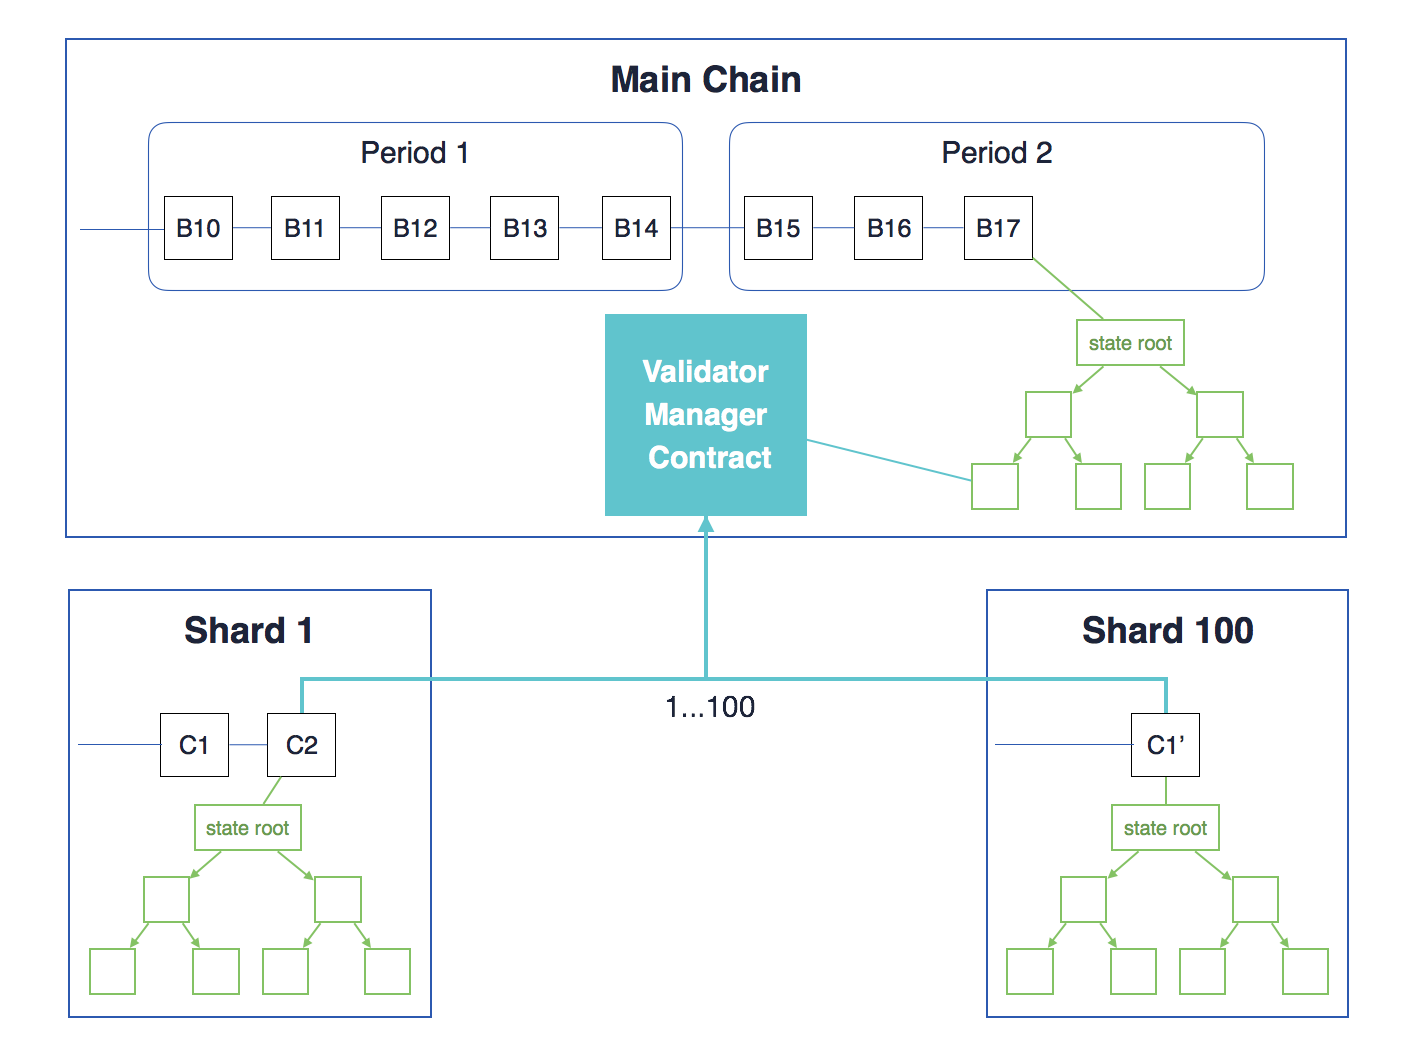 Main Chain
Period 1
Period 2
B10
B11
B12
B13
B14
B15
B16
B17
state root
Validator
Manager
Contract
Shard 1
Shard 100
1...100
C1
C2
C1’
state root
state root